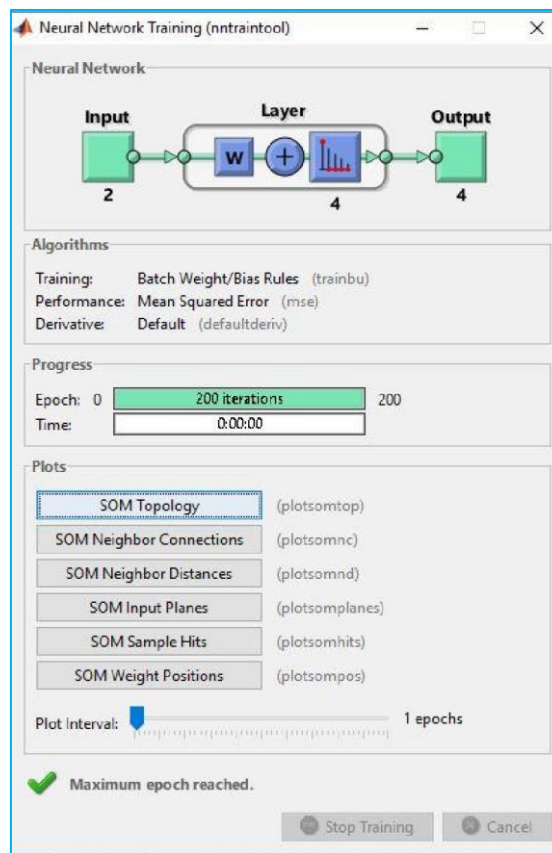 Neural Network Training (nntraintool)
Neural Network
Input
Layer
Output
W
2
4
4
Algorithms
Training: Batch Weight/Bias Rules (trainbu)
Performance: Mean Squared Error (mse)
Derivative: Default (defaultderiv)
Progress
Epoch: 0 200 iterations 200
Time: 0:00:00
Plots
SOM Topology (plotsomtop)
SOM Neighbor Connections (plotsomnc)
SOM Neighbor Distances (plotsomnd)
SOM Input Planes (plotsomplanes)
SOM Sample Hits (plotsomhits)
SOM Weight Positions (plotsompos)
Plot Interval: 1 epochs
Maximum epoch reached.
Stop Training Cancel